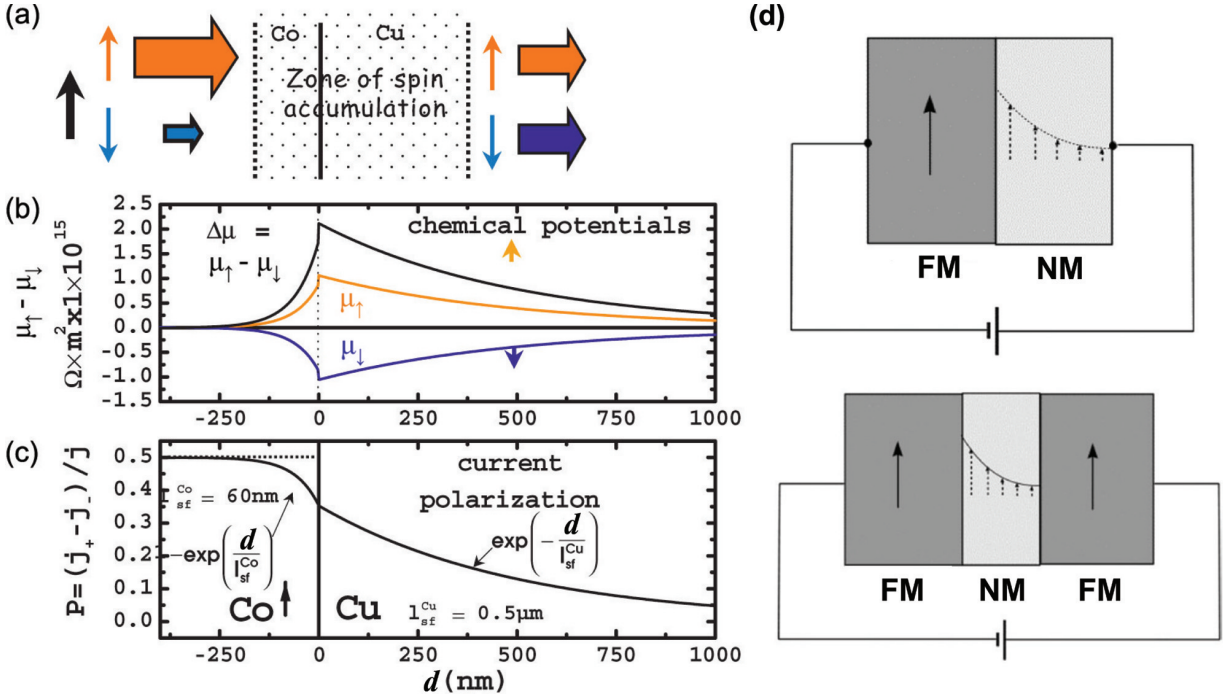 (a)
Co
Cu
Zone of spin
accumulation
(b)
μ↑ - μ↓
Ω×m²x1×10¹⁵
2.5
2.0
1.5
1.0
0.5
0.0
-0.5
-1.0
-1.5
Δμ =
μ↑ - μ↓
chemical potentials
μ↑
μ↓
-250
0
250
500
750
1000
(c)
P=(j₊-j₋)/j
0.5
0.4
0.3
0.2
0.1
0.0
current
polarization
Co
sf = 60nm
-exp(d/l_sf^Co)
exp(-d/l_sf^Cu)
Co
Cu
l_sf^Cu = 0.5μm
-250
0
250
500
750
1000
d(nm)
(d)
FM
NM
FM
NM
FM